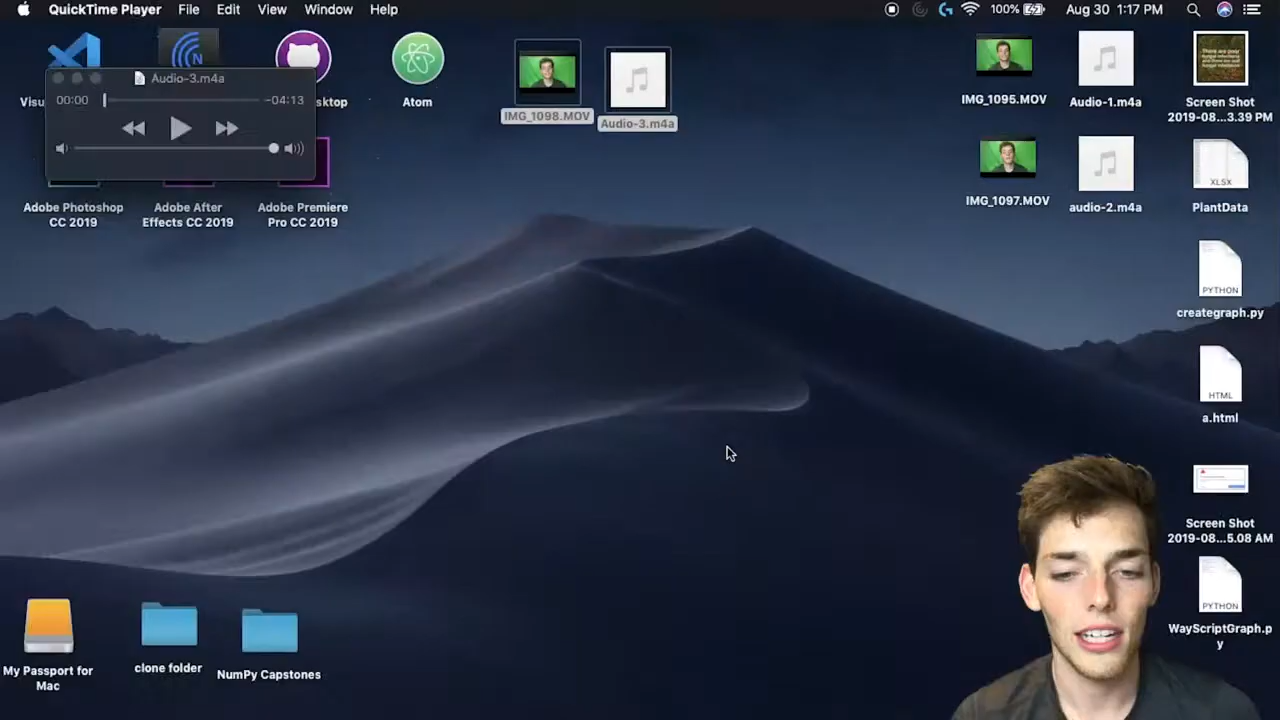 QuickTime Player File Edit View Window Help
100% Aug 30 1:17 PM
Audio-3.m4a
00:00 -04:13
Atom
IMG_1098.MOV
Audio-3.m4a
IMG_1095.MOV
Audio-1.m4a
Screen Shot
2019-08...3.39 PM
Adobe Photoshop
CC 2019
Adobe After
Effects CC 2019
Adobe Premiere
Pro CC 2019
IMG_1097.MOV
audio-2.m4a
XLSX
PlantData
PYTHON
creategraph.py
HTML
a.html
Screen Shot
2019-08...5.08 AM
PYTHON
WayScriptGraph.p
y
My Passport for
Mac
clone folder
NumPy Capstones